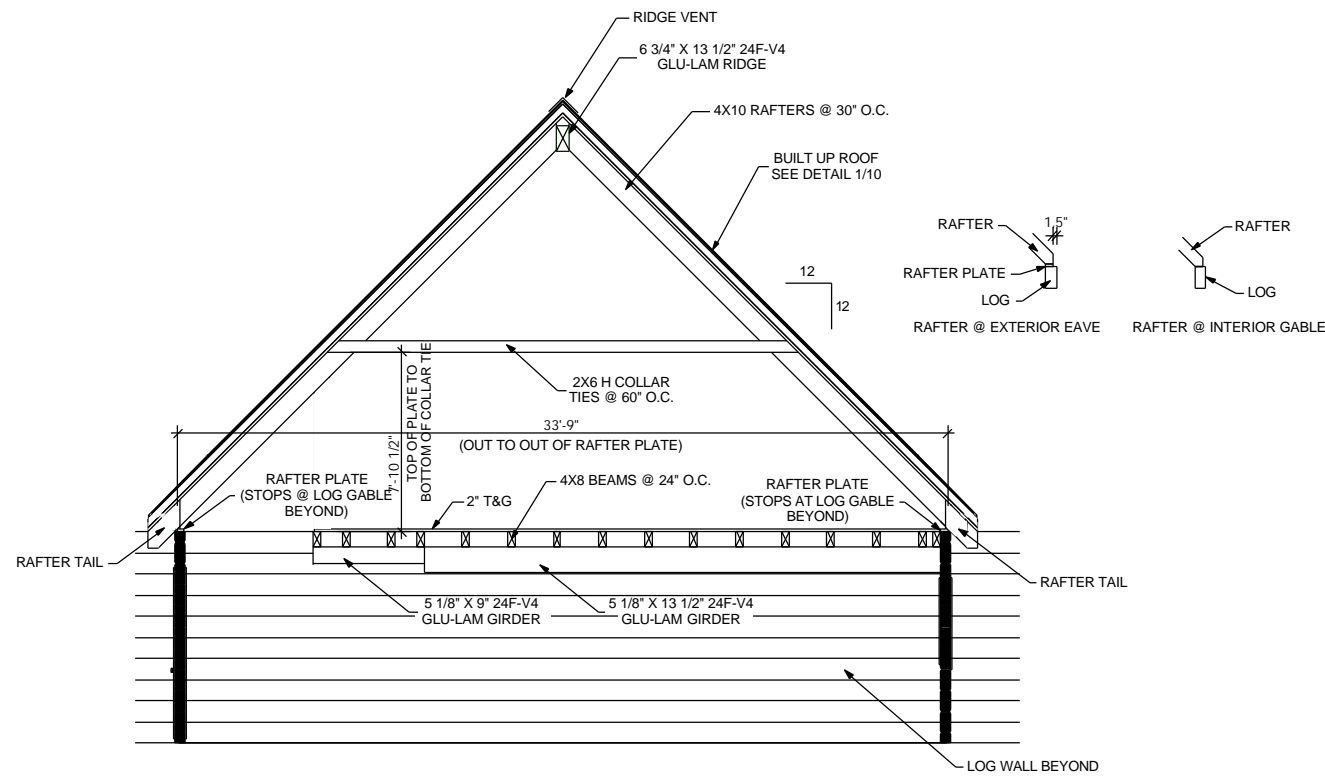 RIDGE VENT
6 3/4" X 13 1/2" 24F-V4
GLU-LAM RIDGE
4X10 RAFTERS @ 30" O.C.
BUILT UP ROOF
SEE DETAIL 1/10
12
12
RAFTER
1.5"
RAFTER PLATE
LOG
RAFTER @ EXTERIOR EAVE
RAFTER
LOG
RAFTER @ INTERIOR GABLE
2X6 H COLLAR
TIES @ 60" O.C.
7'-10 1/2"
TOP OF PLATE TO
BOTTOM OF COLLAR TIE
33'-9"
(OUT TO OUT OF RAFTER PLATE)
RAFTER PLATE
(STOPS @ LOG GABLE
BEYOND)
2" T&G
4X8 BEAMS @ 24" O.C.
RAFTER PLATE
(STOPS AT LOG GABLE
BEYOND)
RAFTER TAIL
RAFTER TAIL
5 1/8" X 9" 24F-V4
GLU-LAM GIRDER
5 1/8" X 13 1/2" 24F-V4
GLU-LAM GIRDER
LOG WALL BEYOND